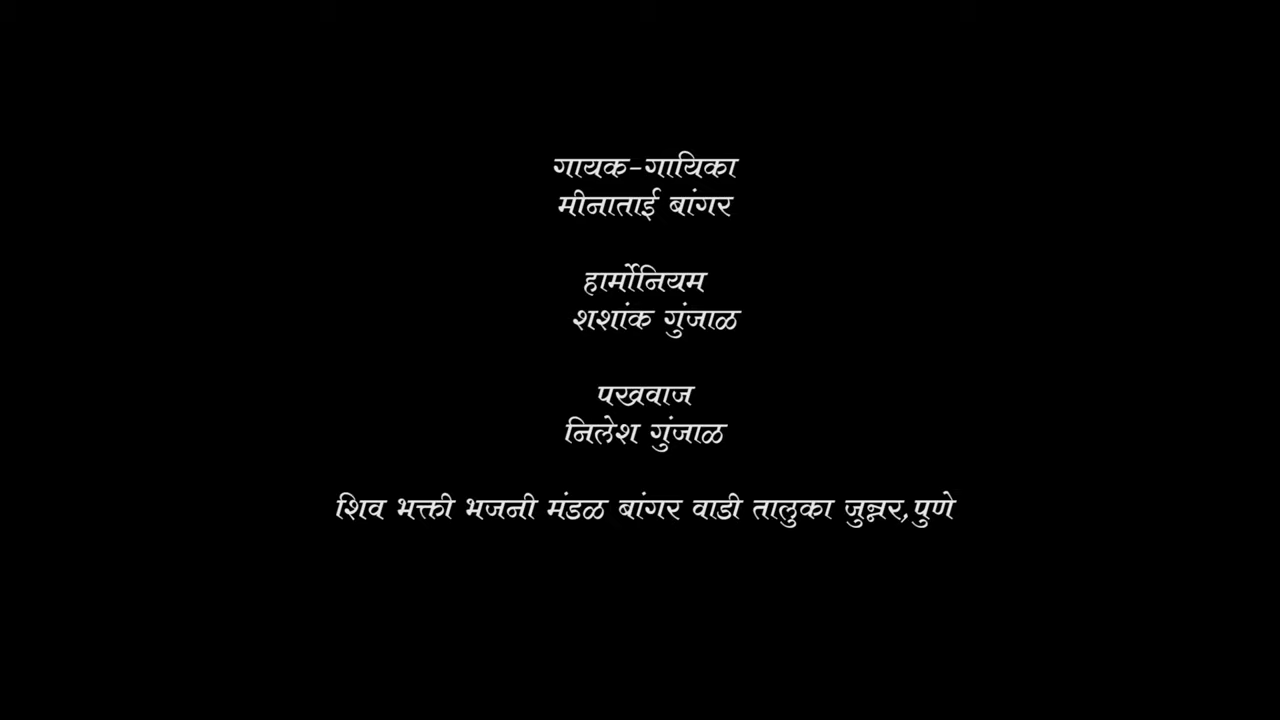 गायक-गायिका
मीनाताई बांगर
हार्मोनियम
शशांक गुंजाळ
पखवाज
निलेश गुंजाळ
शिव भक्ती भजनी मंडळ बांगर वाडी तालुका जुन्नर,पुणे